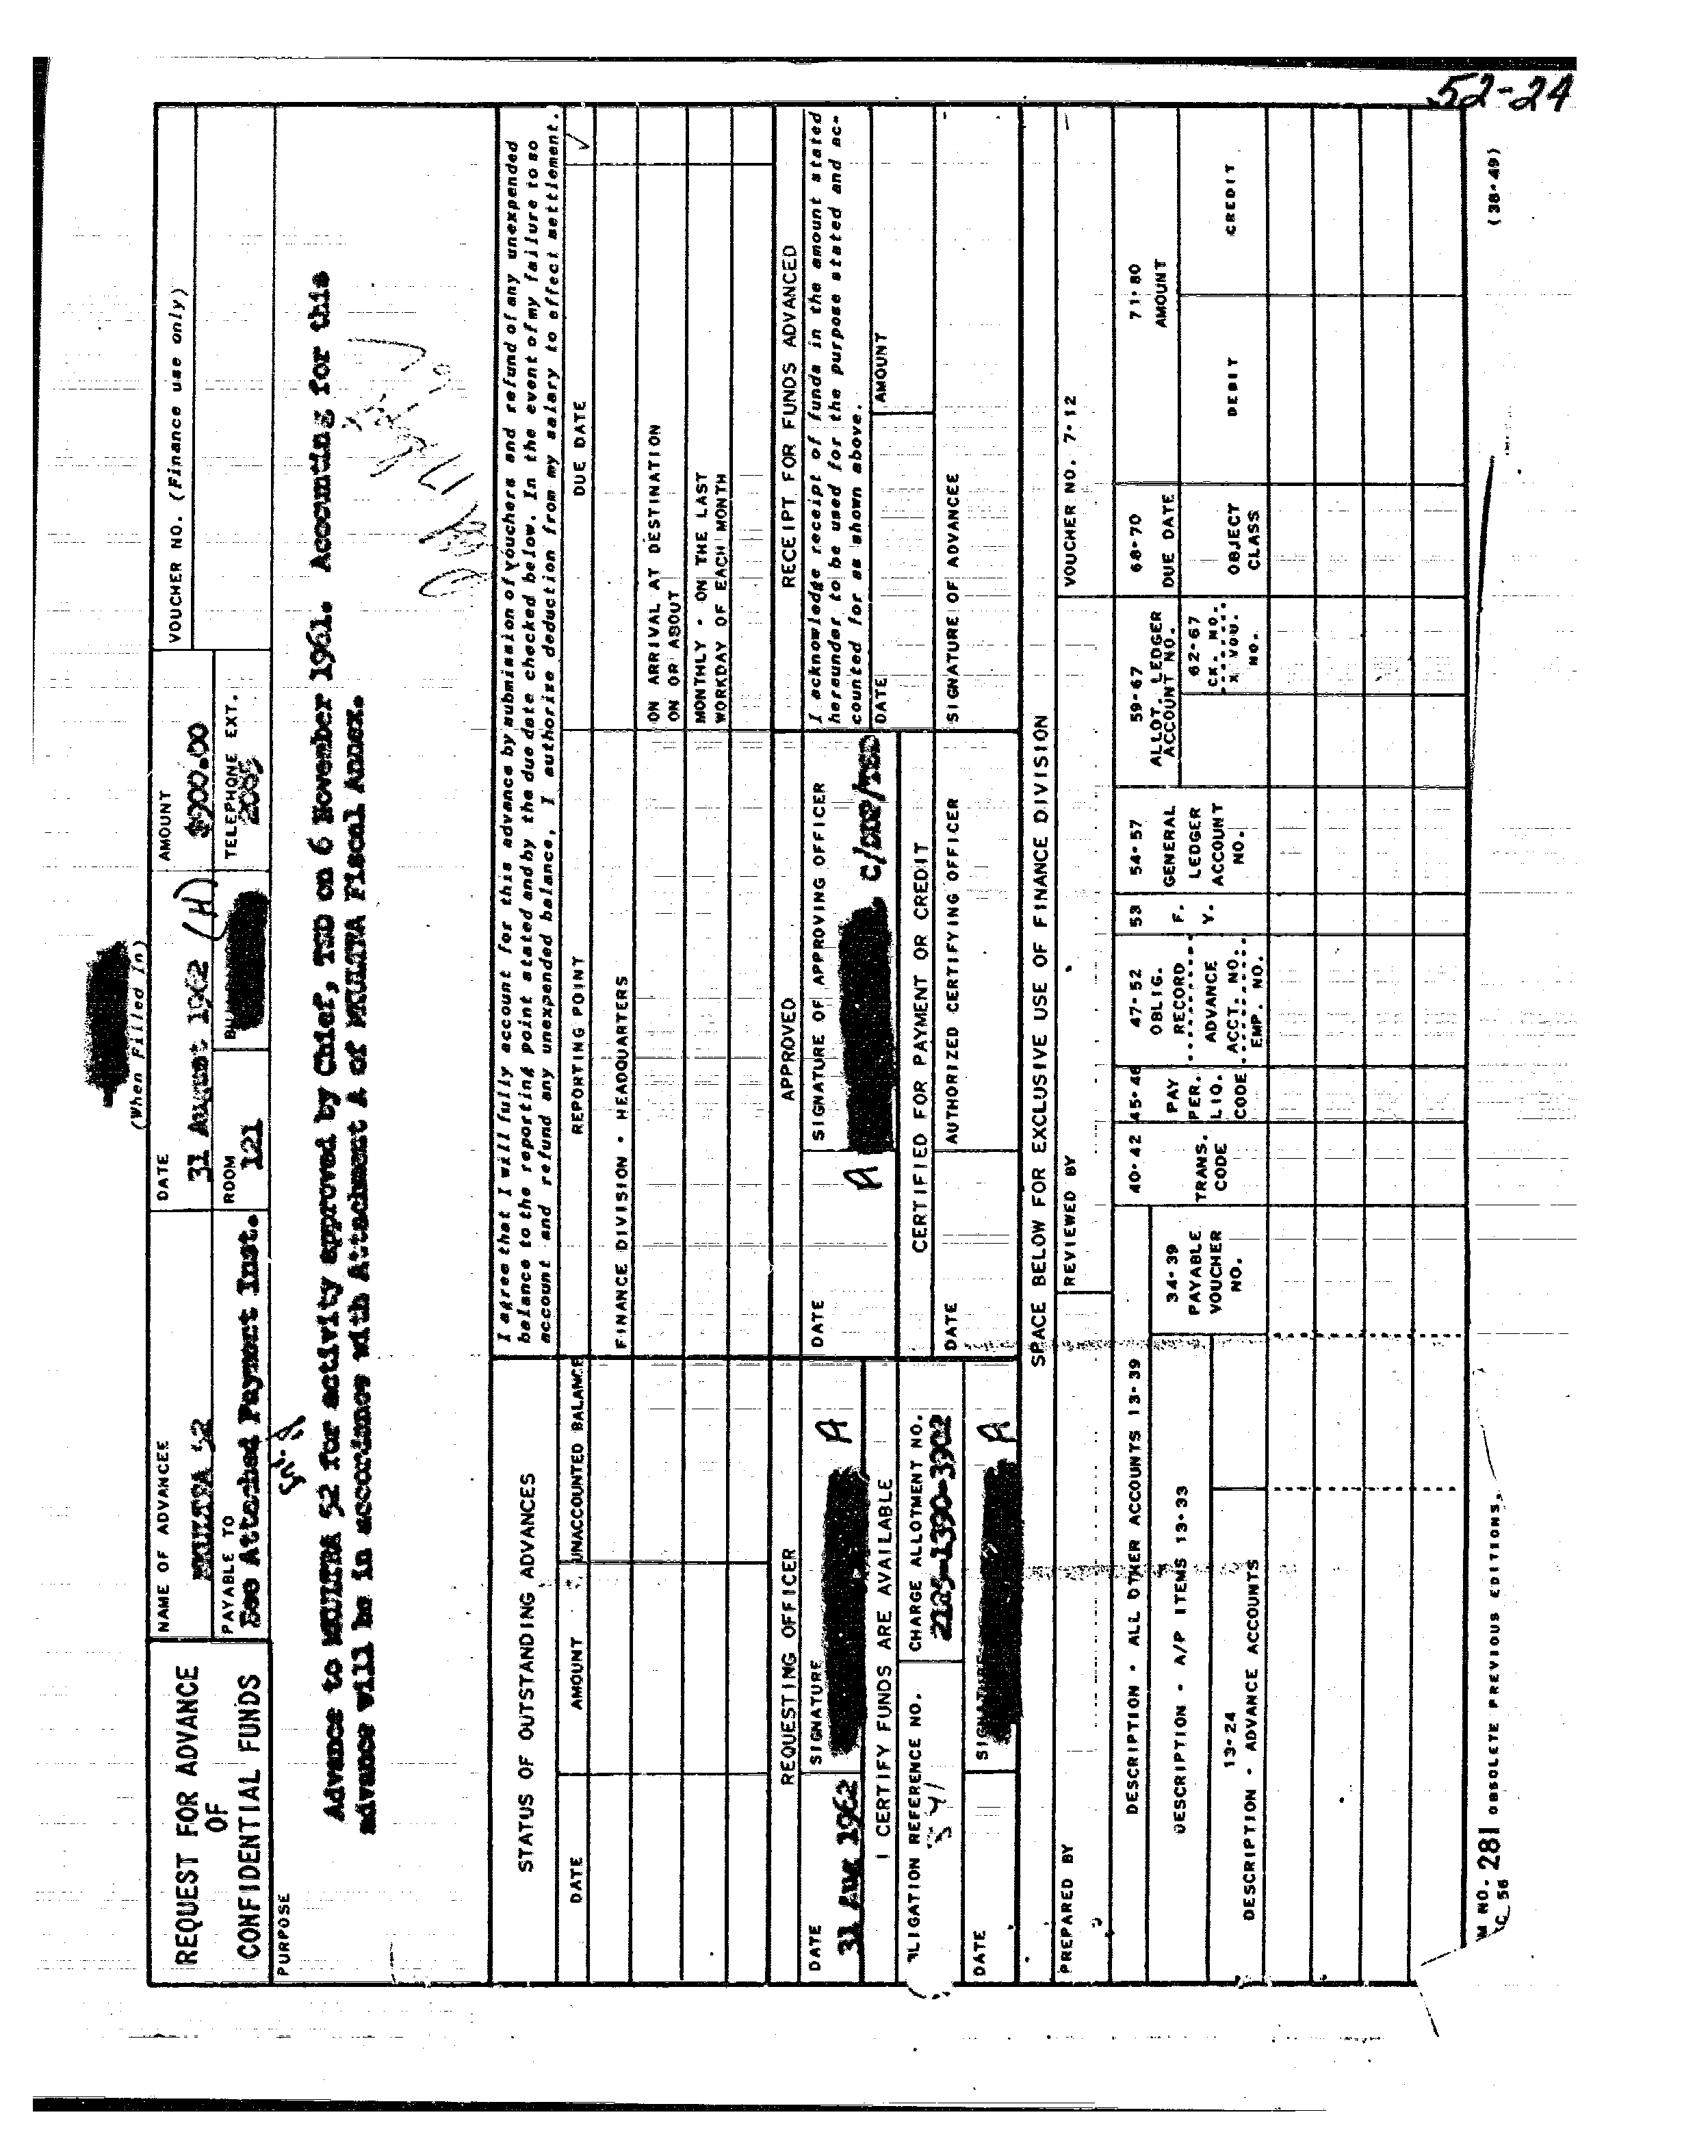 52-24
(When Filled In)
REQUEST FOR ADVANCE
OF
CONFIDENTIAL FUNDS
NAME OF ADVANCEE
MKULTRA 52
DATE
31 August 1962 (H)
AMOUNT
$900.00
VOUCHER NO. (Finance use only)
PAYABLE TO
See Attached Payment Inst.
ROOM
121
TELEPHONE EXT.
2085
PURPOSE
Advance to MKULTRA 52 for activity approved by Chief, TSD on 6 November 1961. Accounting for this
advance will be in accordance with Attachment A of MKULTRA Fiscal Annex.
STATUS OF OUTSTANDING ADVANCES
DATE
AMOUNT
UNACCOUNTED BALANCE
I agree that I will fully account for this advance by submission of vouchers and refund of any unexpended
balance to the reporting point stated and by the due date checked below. In the event of my failure to so
account and refund any unexpended balance, I authorize deduction from my salary to effect settlement.
REPORTING POINT
DUE DATE
√
FINANCE DIVISION - HEADQUARTERS
ON ARRIVAL AT DESTINATION
ON OR ABOUT
MONTHLY - ON THE LAST
WORKDAY OF EACH MONTH
REQUESTING OFFICER
DATE
31 Aug 1962
SIGNATURE
A
I CERTIFY FUNDS ARE AVAILABLE
OBLIGATION REFERENCE NO.
CHARGE ALLOTMENT NO.
2125-1390-3902
DATE
SIGNATURE
A
APPROVED
DATE
A
SIGNATURE OF APPROVING OFFICER
C/DDP/TSD
CERTIFIED FOR PAYMENT OR CREDIT
DATE
AUTHORIZED CERTIFYING OFFICER
RECEIPT FOR FUNDS ADVANCED
I acknowledge receipt of funds in the amount stated
hereunder to be used for the purpose stated and ac-
counted for as shown above.
DATE
AMOUNT
SIGNATURE OF ADVANCEE
SPACE BELOW FOR EXCLUSIVE USE OF FINANCE DIVISION
PREPARED BY
REVIEWED BY
VOUCHER NO. 7-12
DESCRIPTION - ALL OTHER ACCOUNTS 13-39
DESCRIPTION - A/P ITEMS 13-33
13-24
DESCRIPTION - ADVANCE ACCOUNTS
34-39
PAYABLE
VOUCHER
NO.
40-42
TRANS.
CODE
45-46
PAY
PER.
LIQ.
CODE
47-52
OBLIG.
RECORD
ADVANCE
ACCT. NO.
EMP. NO.
53
F.
Y.
54-57
GENERAL
LEDGER
ACCOUNT
NO.
59-67
ALLOT. LEDGER
ACCOUNT NO.
62-67
CK. NO.
X VOU.
NO.
68-70
DUE DATE
OBJECT
CLASS
71-80
AMOUNT
DEBIT
CREDIT
M NO. 281 OBSOLETE PREVIOUS EDITIONS.
C 56
(38-49)